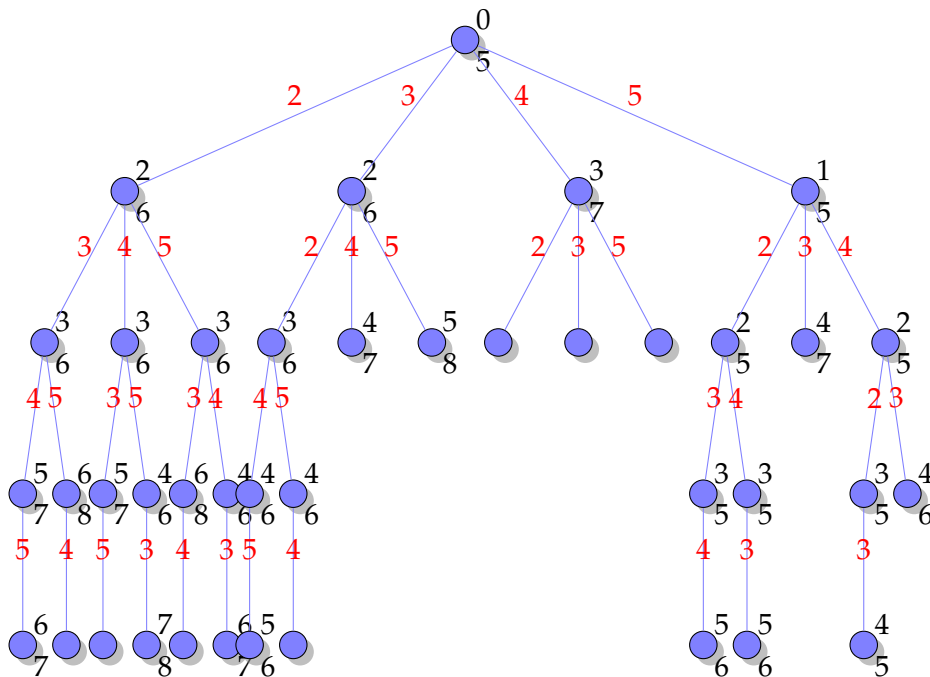 0
5
2 3 4 5
2 2 3 1
6 6 7 5
3 4 5 2 4 5 2 3 5 2 3 4
3 3 3 3 4 5 2 4 2
6 6 6 6 7 8 5 7 5
4 5 3 5 3 4 4 5 3 4 2 3
5 6 5 4 6 4 4 4 3 3 3 4
7 8 7 6 8 6 6 6 5 5 5 6
5 4 5 3 4 3 5 4 4 3 3
6 7 6 5 5 5 4
7 8 7 6 6 6 5